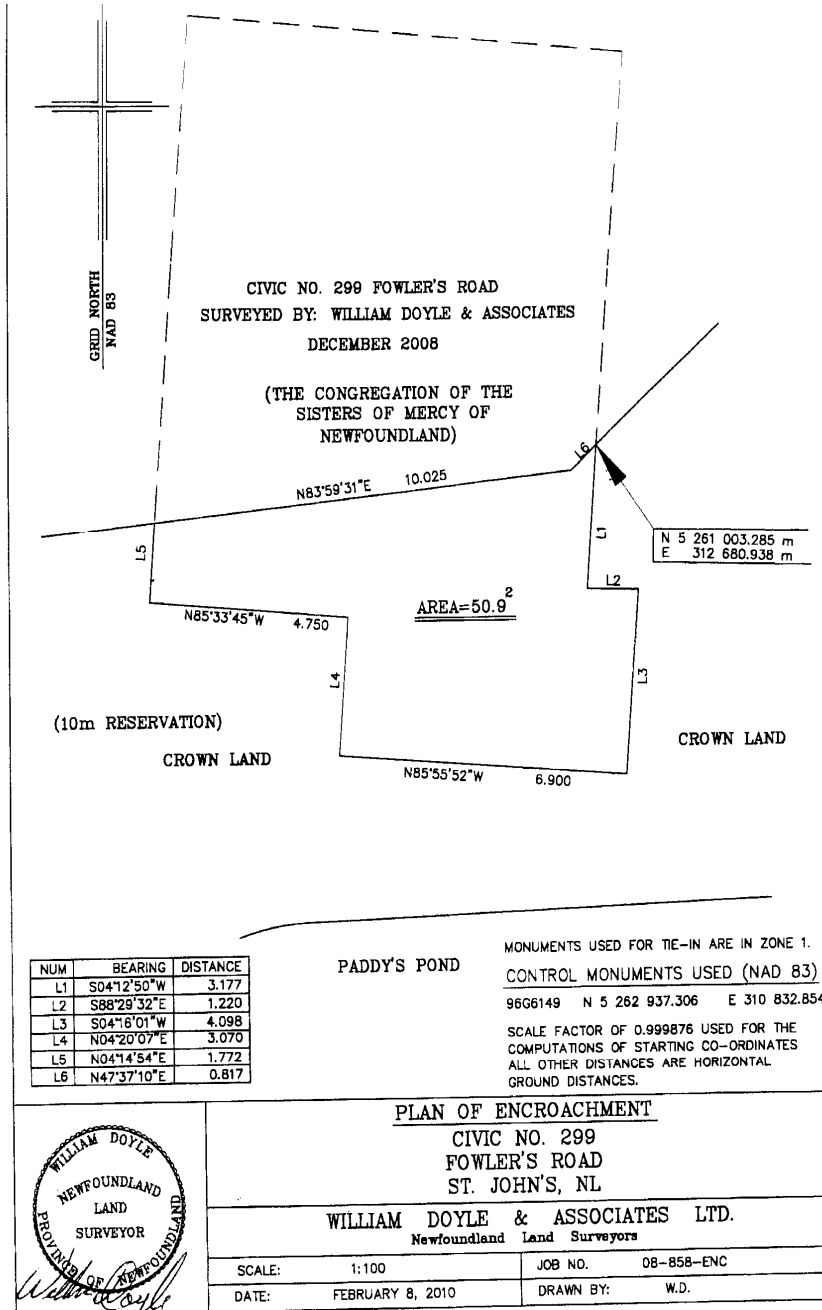 GRID NORTH
NAD 83
CIVIC NO. 299 FOWLER'S ROAD
SURVEYED BY: WILLIAM DOYLE & ASSOCIATES
DECEMBER 2008
(THE CONGREGATION OF THE
SISTERS OF MERCY OF
NEWFOUNDLAND)
L6
N83°59'31"E 10.025
N 5 261 003.285 m
E 312 680.938 m
L1
L5
L2
AREA=50.9²
N85°33'45"W 4.750
L4
L3
(10m RESERVATION)
CROWN LAND
CROWN LAND
N85°55'52"W 6.900
PADDY'S POND
MONUMENTS USED FOR TIE-IN ARE IN ZONE 1.
CONTROL MONUMENTS USED (NAD 83)
96G6149 N 5 262 937.306 E 310 832.854
SCALE FACTOR OF 0.999876 USED FOR THE
COMPUTATIONS OF STARTING CO-ORDINATES
ALL OTHER DISTANCES ARE HORIZONTAL
GROUND DISTANCES.
NUM BEARING DISTANCE
L1 S04°12'50"W 3.177
L2 S88°29'32"E 1.220
L3 S04°16'01"W 4.098
L4 N04°20'07"E 3.070
L5 N04°14'54"E 1.772
L6 N47°37'10"E 0.817
WILLIAM DOYLE
NEWFOUNDLAND
LAND
SURVEYOR
PROVINCE OF NEWFOUNDLAND
William Doyle
PLAN OF ENCROACHMENT
CIVIC NO. 299
FOWLER'S ROAD
ST. JOHN'S, NL
WILLIAM DOYLE & ASSOCIATES LTD.
Newfoundland Land Surveyors
SCALE: 1:100 JOB NO. 08-858-ENC
DATE: FEBRUARY 8, 2010 DRAWN BY: W.D.